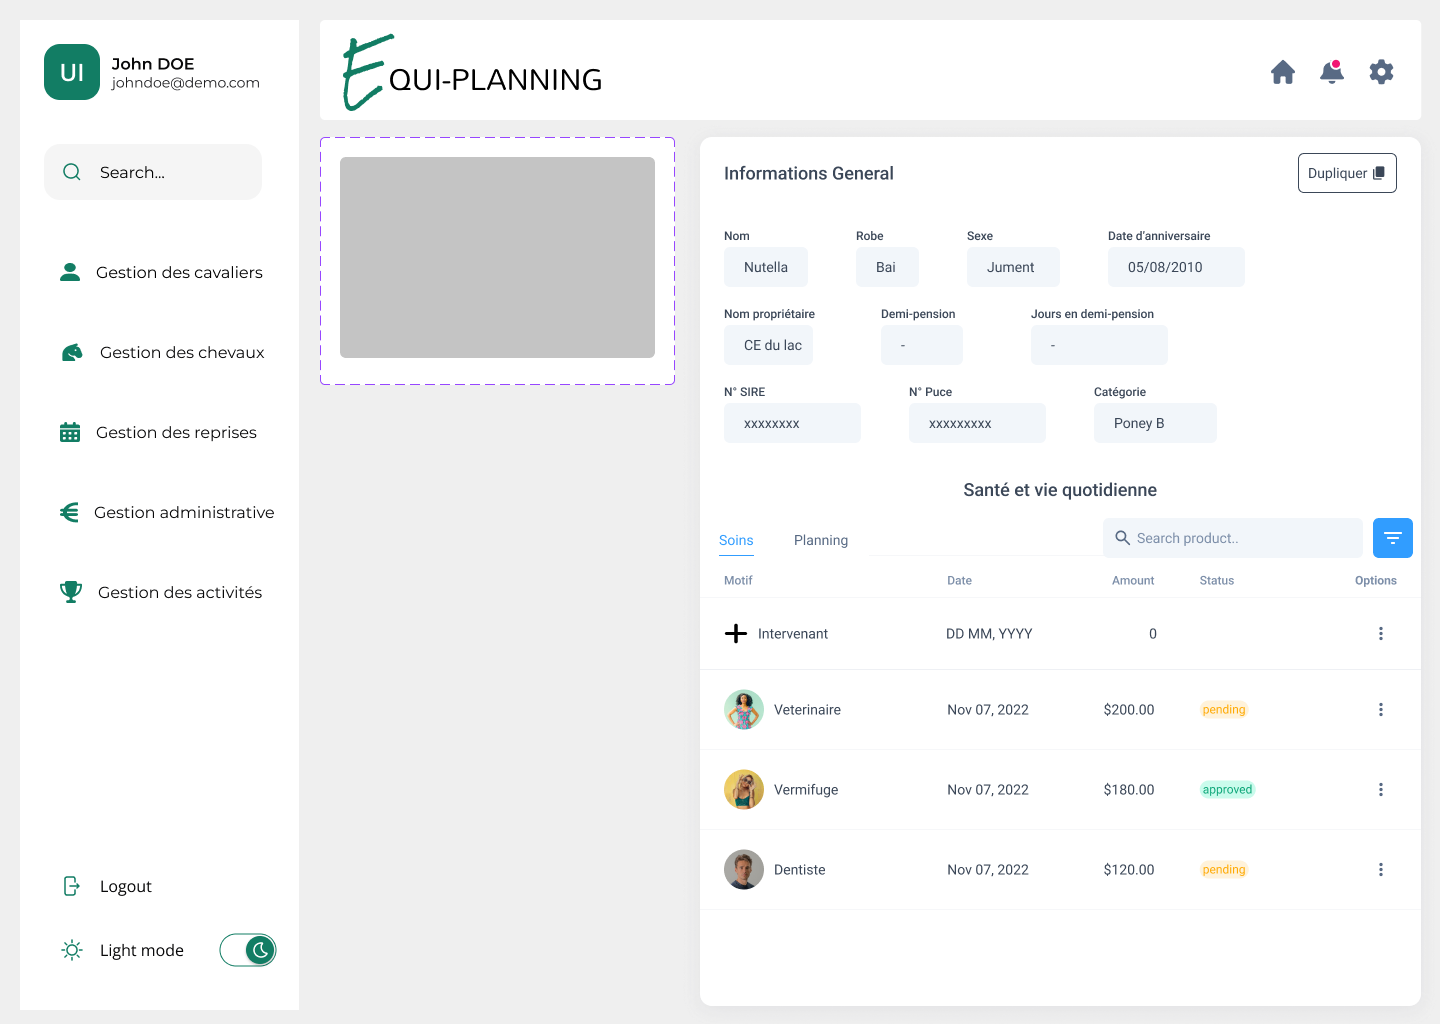 UI
John DOE
johndoe@demo.com
Search...
Gestion des cavaliers
Gestion des chevaux
Gestion des reprises
Gestion administrative
Gestion des activités
Logout
Light mode
EQUI-PLANNING
Informations General
Dupliquer
Nom Robe Sexe Date d'anniversaire
Nutella Bai Jument 05/08/2010
Nom propriétaire Demi-pension Jours en demi-pension
CE du lac - -
N° SIRE N° Puce Catégorie
xxxxxxxx xxxxxxxxx Poney B
Santé et vie quotidienne
Soins Planning Search product..
Motif Date Amount Status Options
Intervenant DD MM, YYYY 0
Veterinaire Nov 07, 2022 $200.00 pending
Vermifuge Nov 07, 2022 $180.00 approved
Dentiste Nov 07, 2022 $120.00 pending